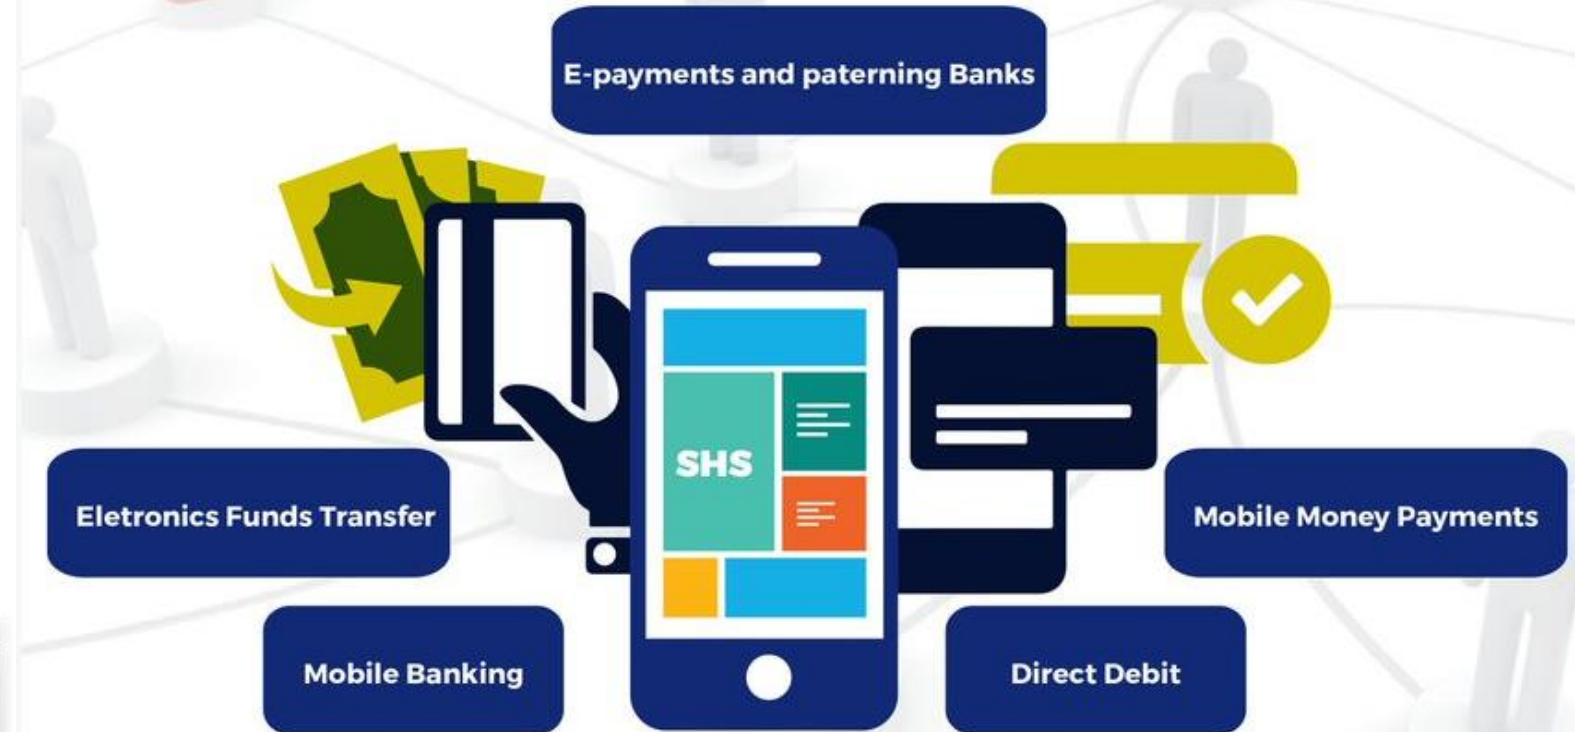 E-payments and paterning Banks
SHS
Eletronics Funds Transfer
Mobile Money Payments
Mobile Banking
Direct Debit